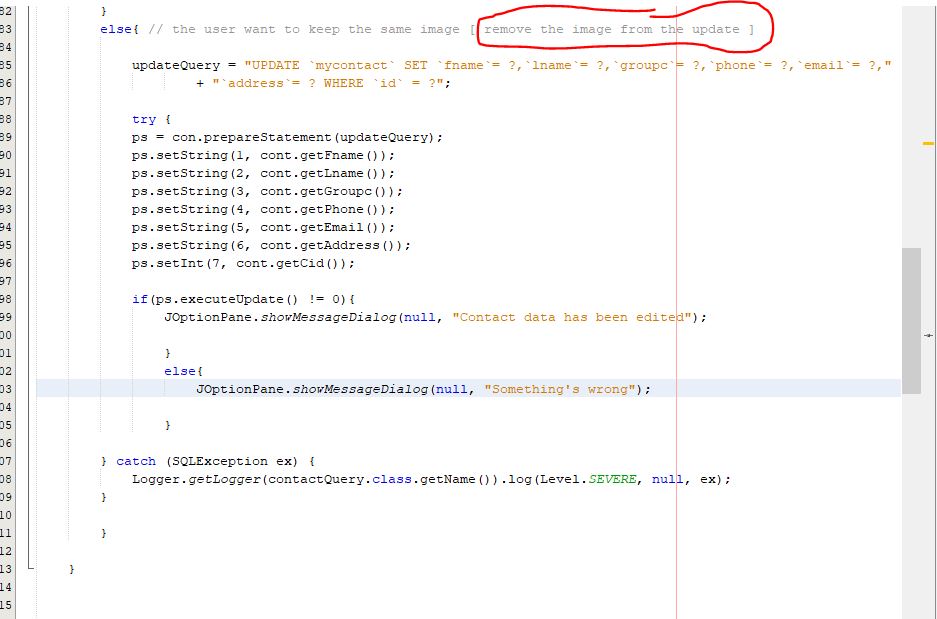 82 }
83 else{ // the user want to keep the same image [ remove the image from the update ]
84
85 updateQuery = "UPDATE `mycontact` SET `fname`= ?,`lname`= ?,`groupc`= ?,`phone`= ?,`email`= ?,"
86 + "`address`= ? WHERE `id` = ?";
87
88 try {
89 ps = con.prepareStatement(updateQuery);
90 ps.setString(1, cont.getFname());
91 ps.setString(2, cont.getLname());
92 ps.setString(3, cont.getGroupc());
93 ps.setString(4, cont.getPhone());
94 ps.setString(5, cont.getEmail());
95 ps.setString(6, cont.getAddress());
96 ps.setInt(7, cont.getCid());
97
98 if(ps.executeUpdate() != 0){
99 JOptionPane.showMessageDialog(null, "Contact data has been edited");
00
01 }
02 else{
03 JOptionPane.showMessageDialog(null, "Something's wrong");
04
05 }
06
07 } catch (SQLException ex) {
08 Logger.getLogger(contactQuery.class.getName()).log(Level.SEVERE, null, ex);
09 }
10
11 }
12
13 }
14
15